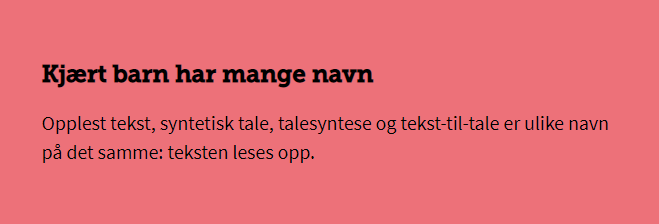 Kjært barn har mange navn
Opplest tekst, syntetisk tale, talesyntese og tekst-til-tale er ulike navn
på det samme: teksten leses opp.